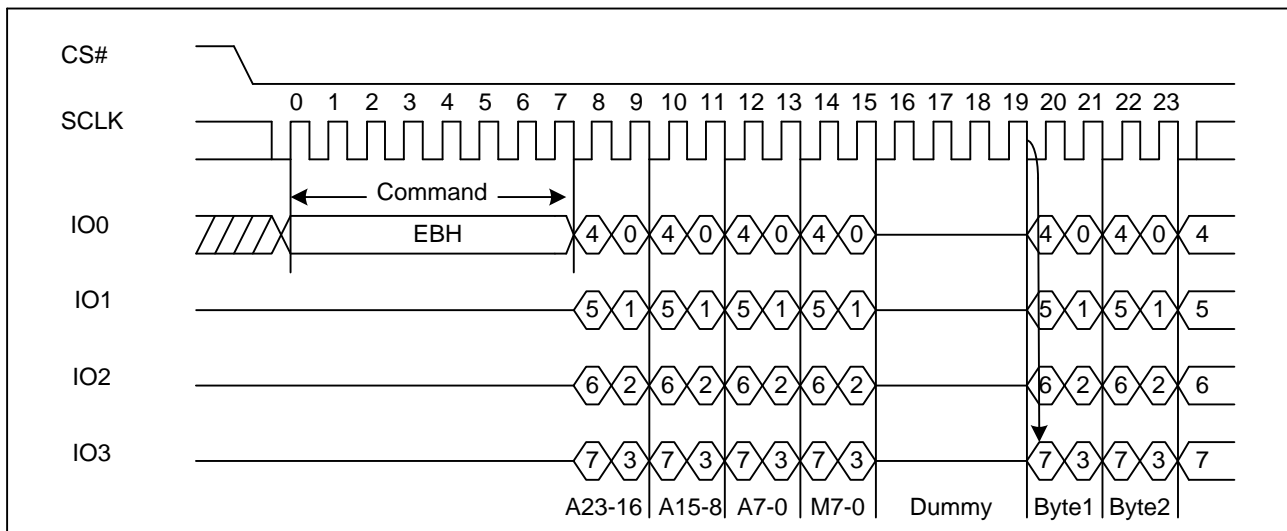 CS#
0 1 2 3 4 5 6 7 8 9 10 11 12 13 14 15 16 17 18 19 20 21 22 23
SCLK
Command
IO0 EBH 4 0 4 0 4 0 4 0 4 0 4 0 4
IO1 5 1 5 1 5 1 5 1 5 1 5 1 5
IO2 6 2 6 2 6 2 6 2 6 2 6 2 6
IO3 7 3 7 3 7 3 7 3 7 3 7 3 7
A23-16 A15-8 A7-0 M7-0 Dummy Byte1 Byte2